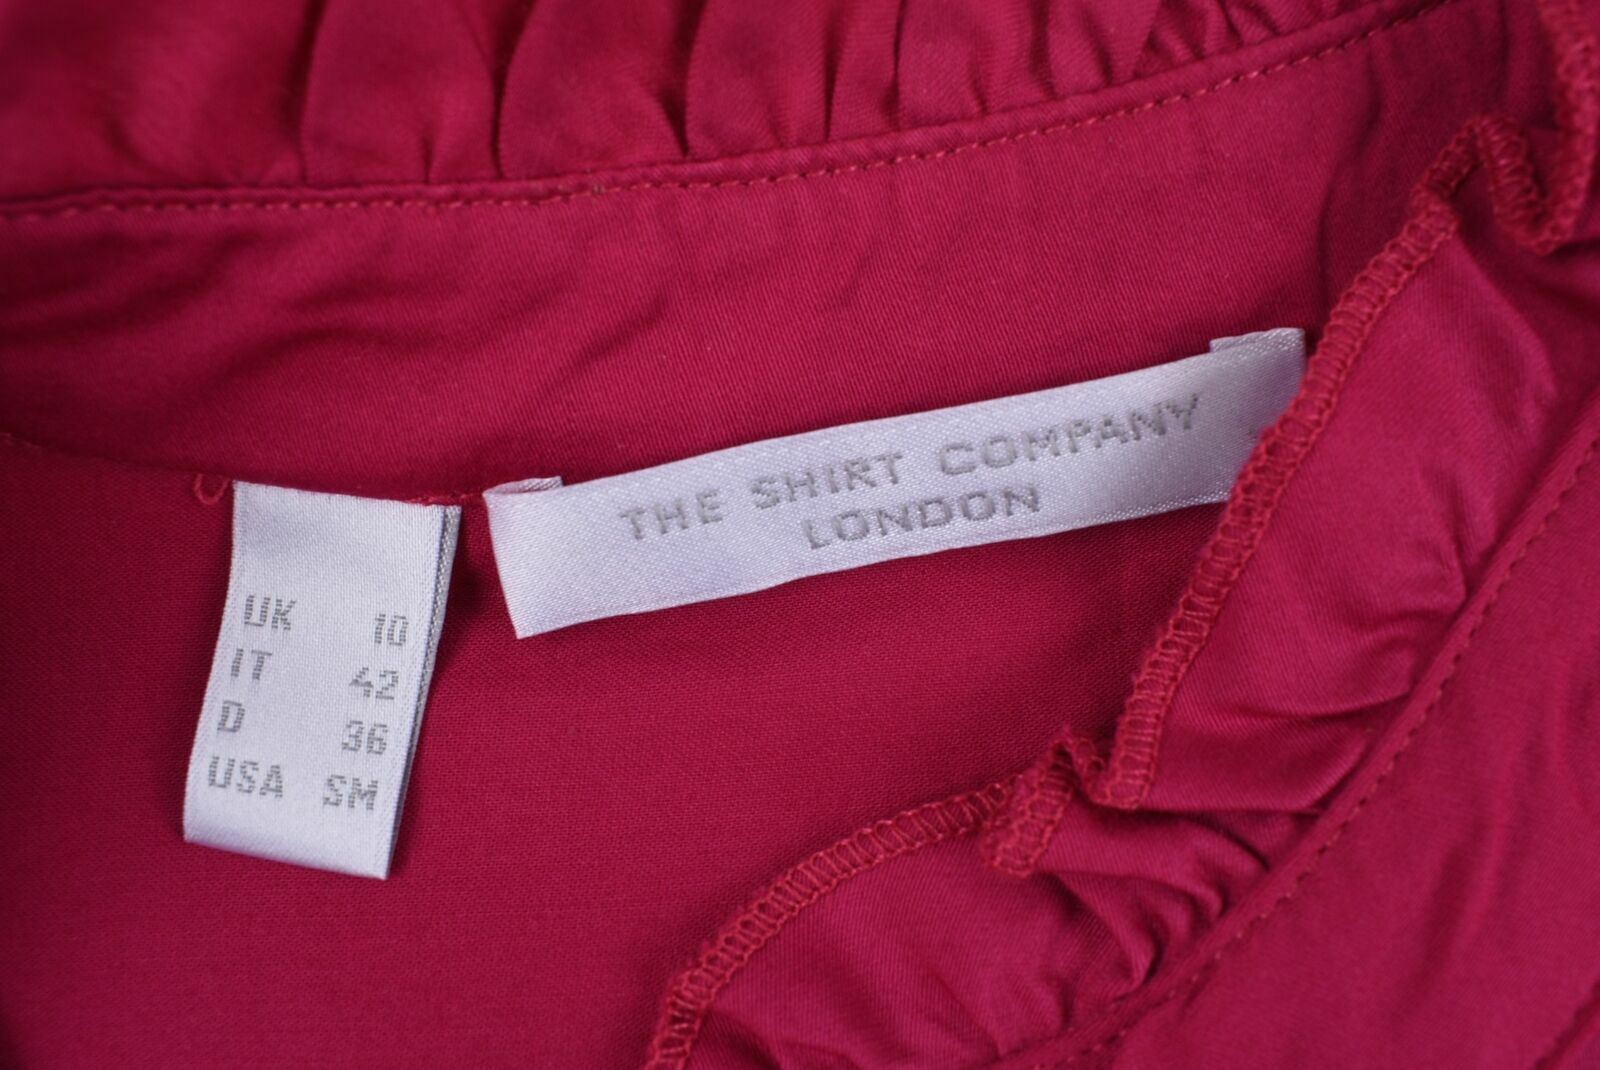 THE SHIRT COMPANY
LONDON
UK 10
IT 42
D 36
USA SM